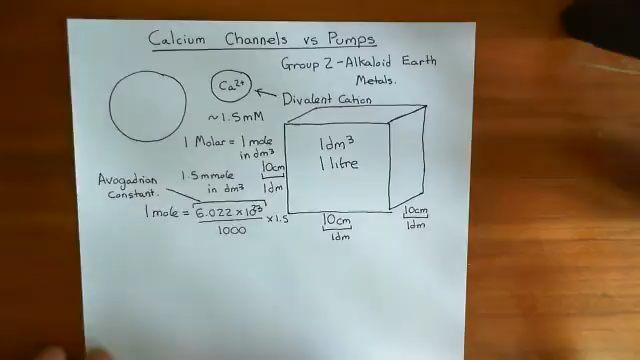 Calcium Channels vs Pumps
Group 2 - Alkaloid Earth
Metals.
Ca²⁺
Divalent Cation
~1.5mM
1 Molar = 1 mole
in dm³
1dm³
1 litre
10cm
1dm
1.5mmole
in dm³
Avogadrian
Constant.
1 mole = 6.022 × 10²³
1000
× 1.5
10cm
1dm
10cm
1dm